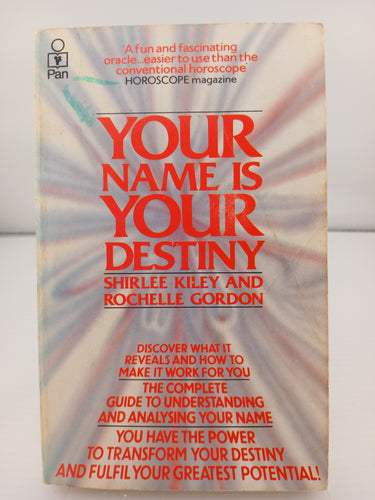 Pan
'A fun and fascinating
oracle...easier to use than the
conventional horoscope'
HOROSCOPE magazine
YOUR
NAME IS
YOUR
DESTINY
SHIRLEE KILEY AND
ROCHELLE GORDON
DISCOVER WHAT IT
REVEALS AND HOW TO
MAKE IT WORK FOR YOU
THE COMPLETE
GUIDE TO UNDERSTANDING
AND ANALYSING YOUR NAME
YOU HAVE THE POWER
TO TRANSFORM YOUR DESTINY
AND FULFIL YOUR GREATEST POTENTIAL!